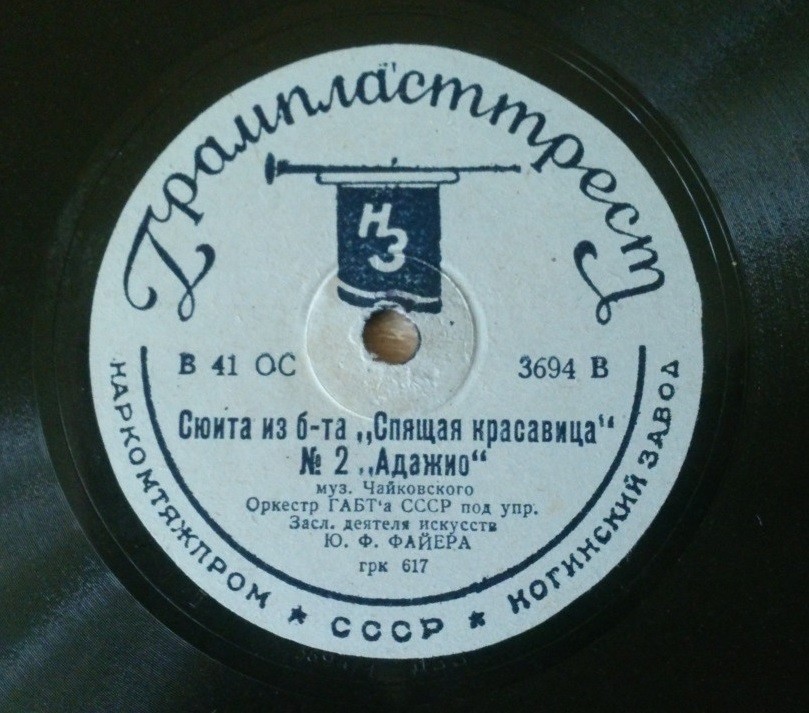 Грампласттрест
НЗ
В 41 ОС
3694 В
Сюита из б-та „Спящая красавица“
№ 2 „Адажио“
муз. Чайковского
Оркестр ГАБТ‘а СССР под упр.
Засл. деятеля искусств
Ю. Ф. ФАЙЕРА
грк 617
НАРКОМТЯЖПРОМ ★ СССР ★ НОГИНСКИЙ ЗАВОД